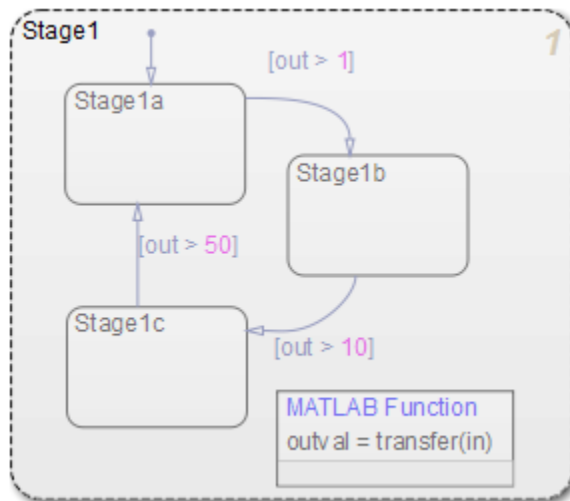 Stage1
1
[out > 1]
Stage1a
Stage1b
[out > 50]
Stage1c
[out > 10]
MATLAB Function
outval = transfer(in)